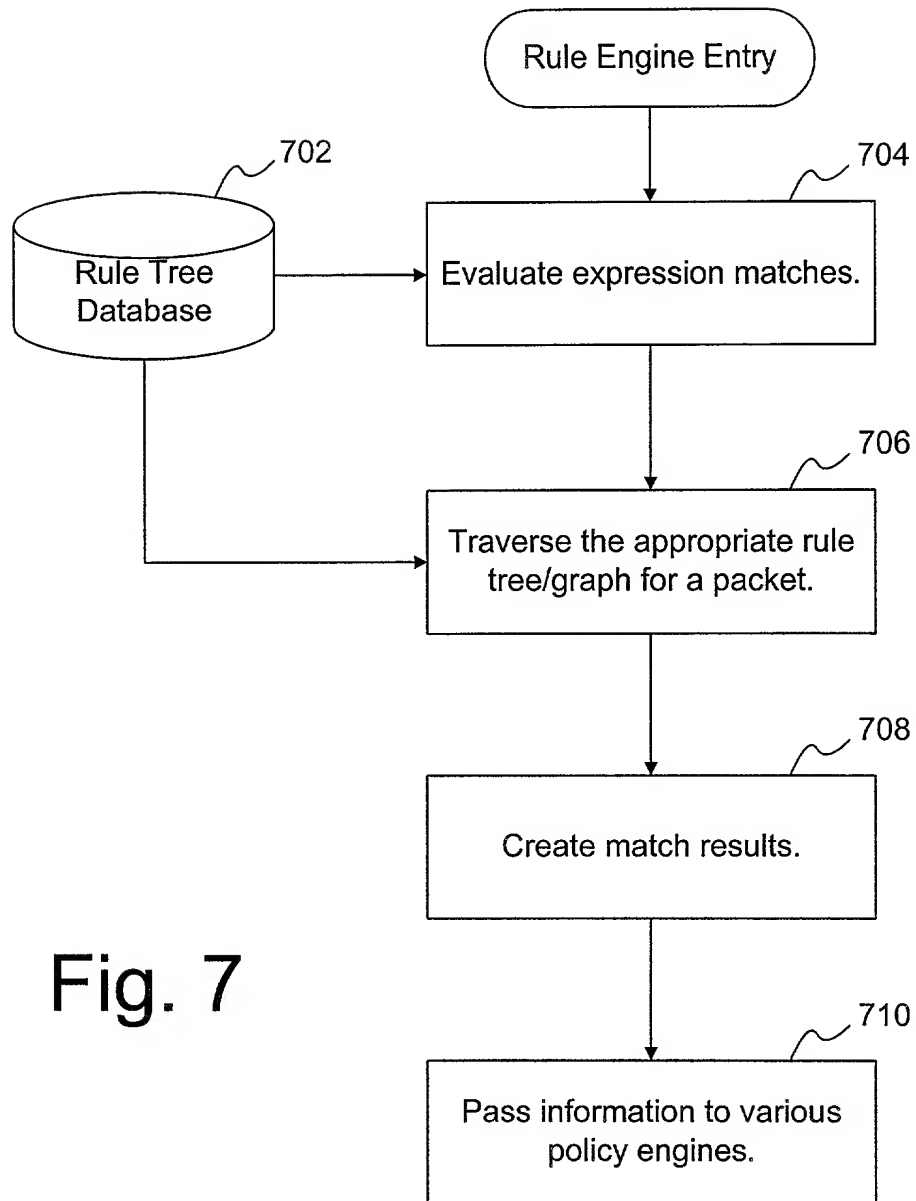 Rule Engine Entry
702
704
Rule Tree
Database
Evaluate expression matches.
706
Traverse the appropriate rule
tree/graph for a packet.
708
Create match results.
Fig. 7
710
Pass information to various
policy engines.